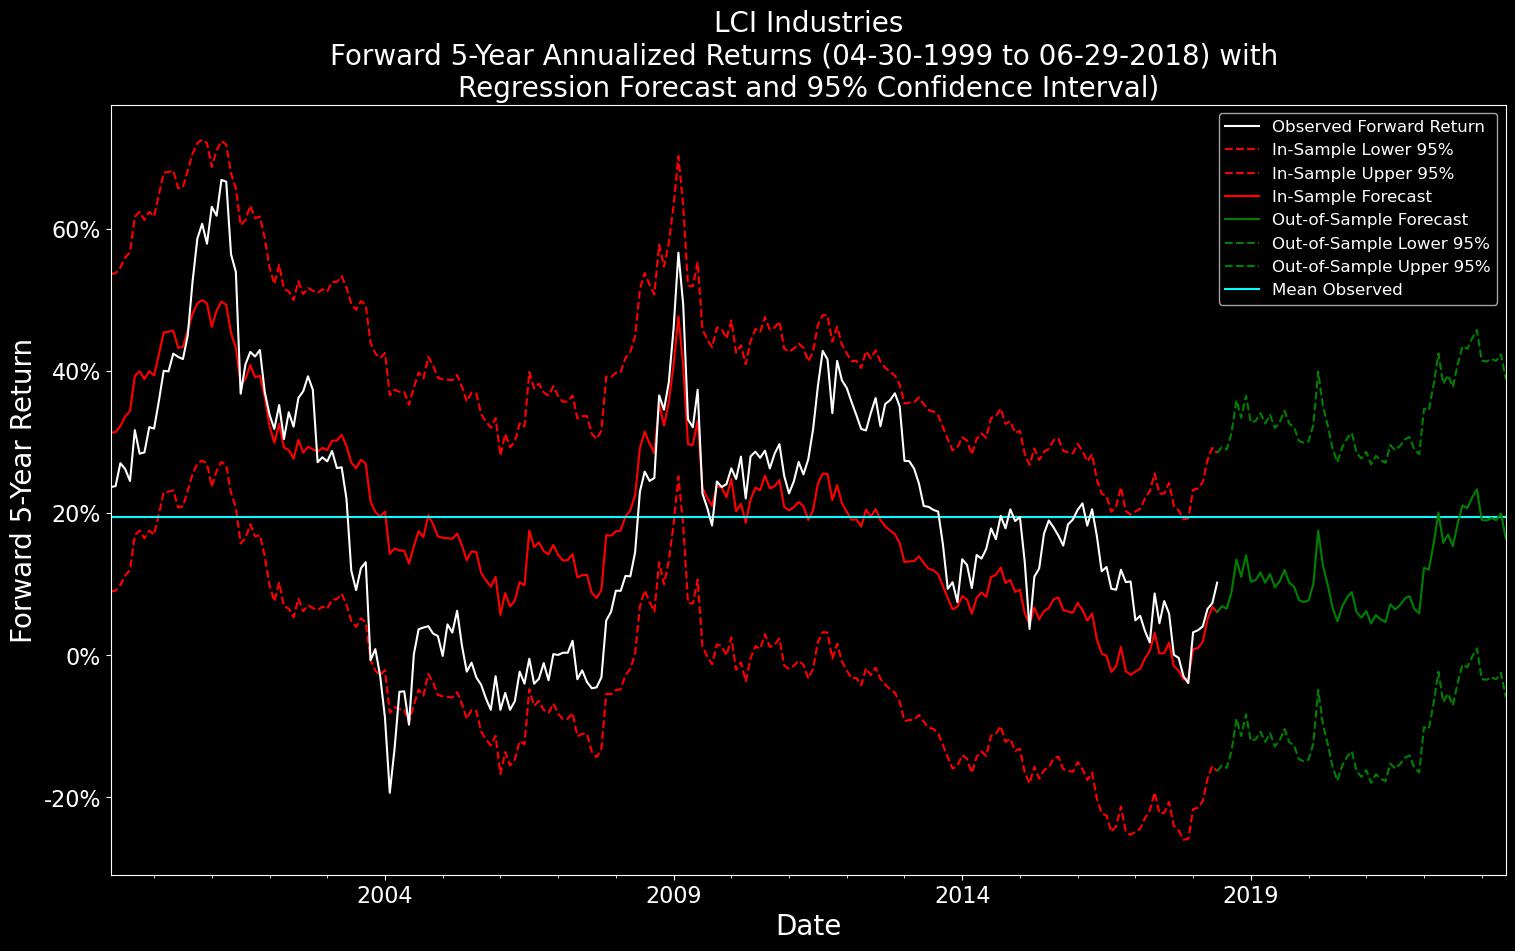 LCI Industries
Forward 5-Year Annualized Returns (04-30-1999 to 06-29-2018) with
Regression Forecast and 95% Confidence Interval)
Observed Forward Return
In-Sample Lower 95%
In-Sample Upper 95%
In-Sample Forecast
Out-of-Sample Forecast
Out-of-Sample Lower 95%
Out-of-Sample Upper 95%
Mean Observed
Forward 5-Year Return
60%
40%
20%
0%
-20%
2004
2009
2014
2019
Date